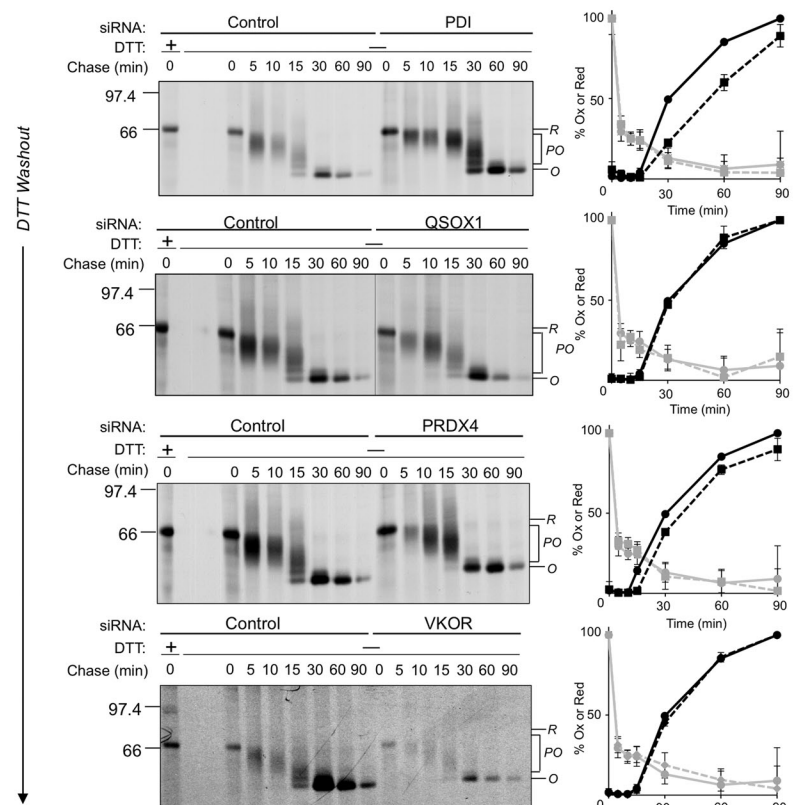 siRNA: Control PDI
DTT: + —
Chase (min) 0 0 5 10 15 30 60 90 0 5 10 15 30 60 90
97.4
66
R
PO
O
100
50
0 30 60 90
% Ox or Red
Time (min)
DTT Washout
siRNA: Control QSOX1
DTT: + —
Chase (min) 0 0 5 10 15 30 60 90 0 5 10 15 30 60 90
97.4
66
R
PO
O
100
50
0 30 60 90
% Ox or Red
Time (min)
siRNA: Control PRDX4
DTT: + —
Chase (min) 0 0 5 10 15 30 60 90 0 5 10 15 30 60 90
97.4
66
R
PO
O
100
50
0 30 60 90
% Ox or Red
Time (min)
siRNA: Control VKOR
DTT: + —
Chase (min) 0 0 5 10 15 30 60 90 0 5 10 15 30 60 90
97.4
66
R
PO
O
100
50
% Ox or Red